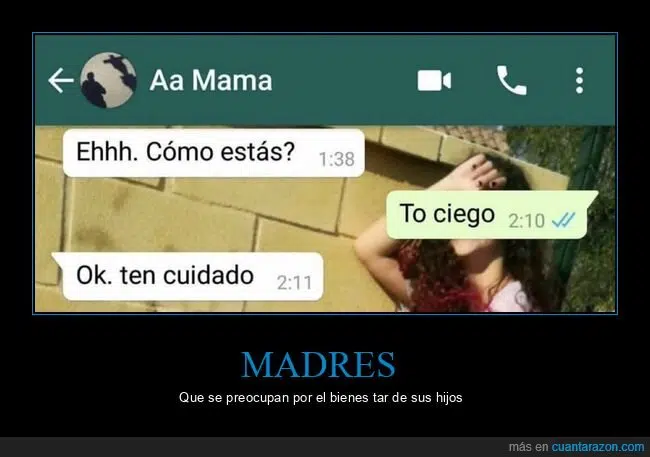 Aa Mama
Ehhh. Cómo estás? 1:38
To ciego 2:10
Ok. ten cuidado 2:11
MADRES
Que se preocupan por el bienes tar de sus hijos
más en cuantarazon.com